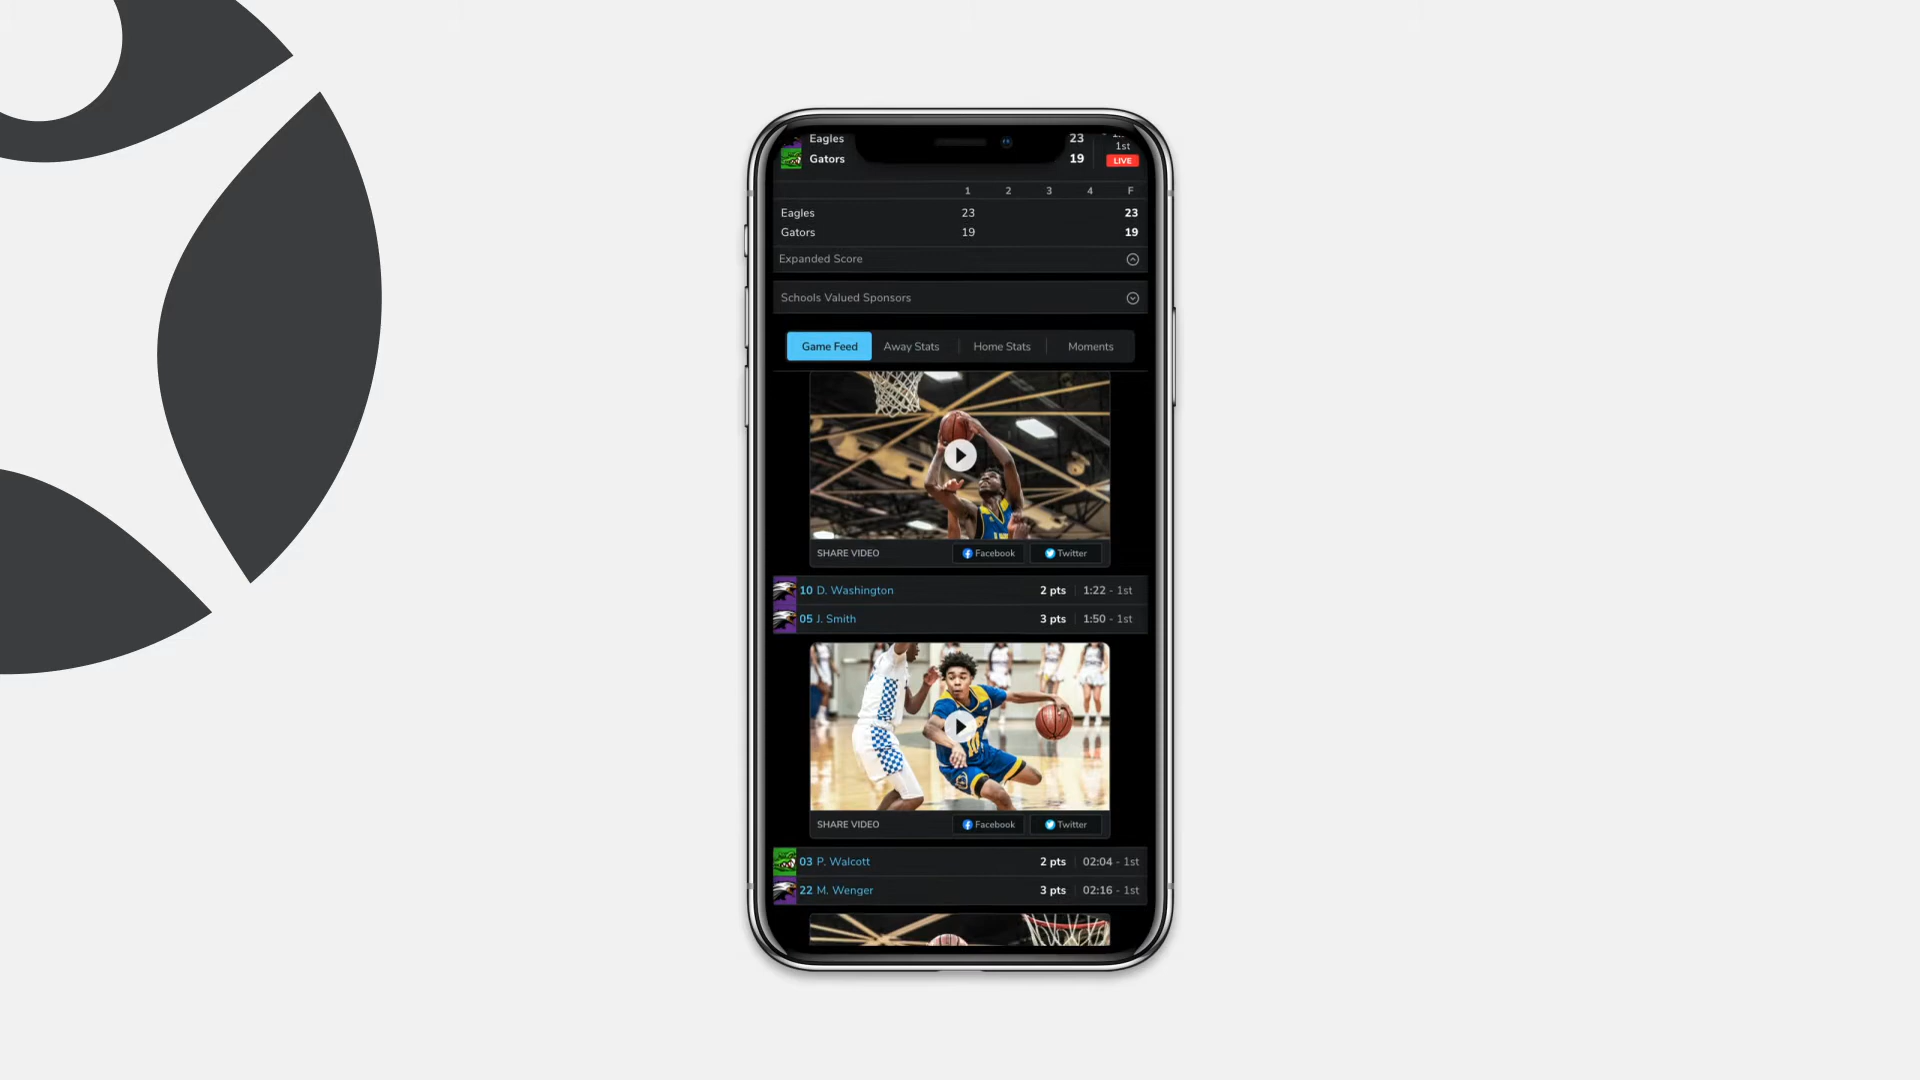 Eagles 23
1st
Gators 19 LIVE
1 2 3 4 F
Eagles 23 23
Gators 19 19
Expanded Score
Schools Valued Sponsors
Game Feed Away Stats Home Stats Moments
SHARE VIDEO Facebook Twitter
10 D. Washington 2 pts 1:22 - 1st
05 J. Smith 3 pts 1:50 - 1st
10
SHARE VIDEO Facebook Twitter
03 P. Walcott 2 pts 02:04 - 1st
22 M. Wenger 3 pts 02:16 - 1st